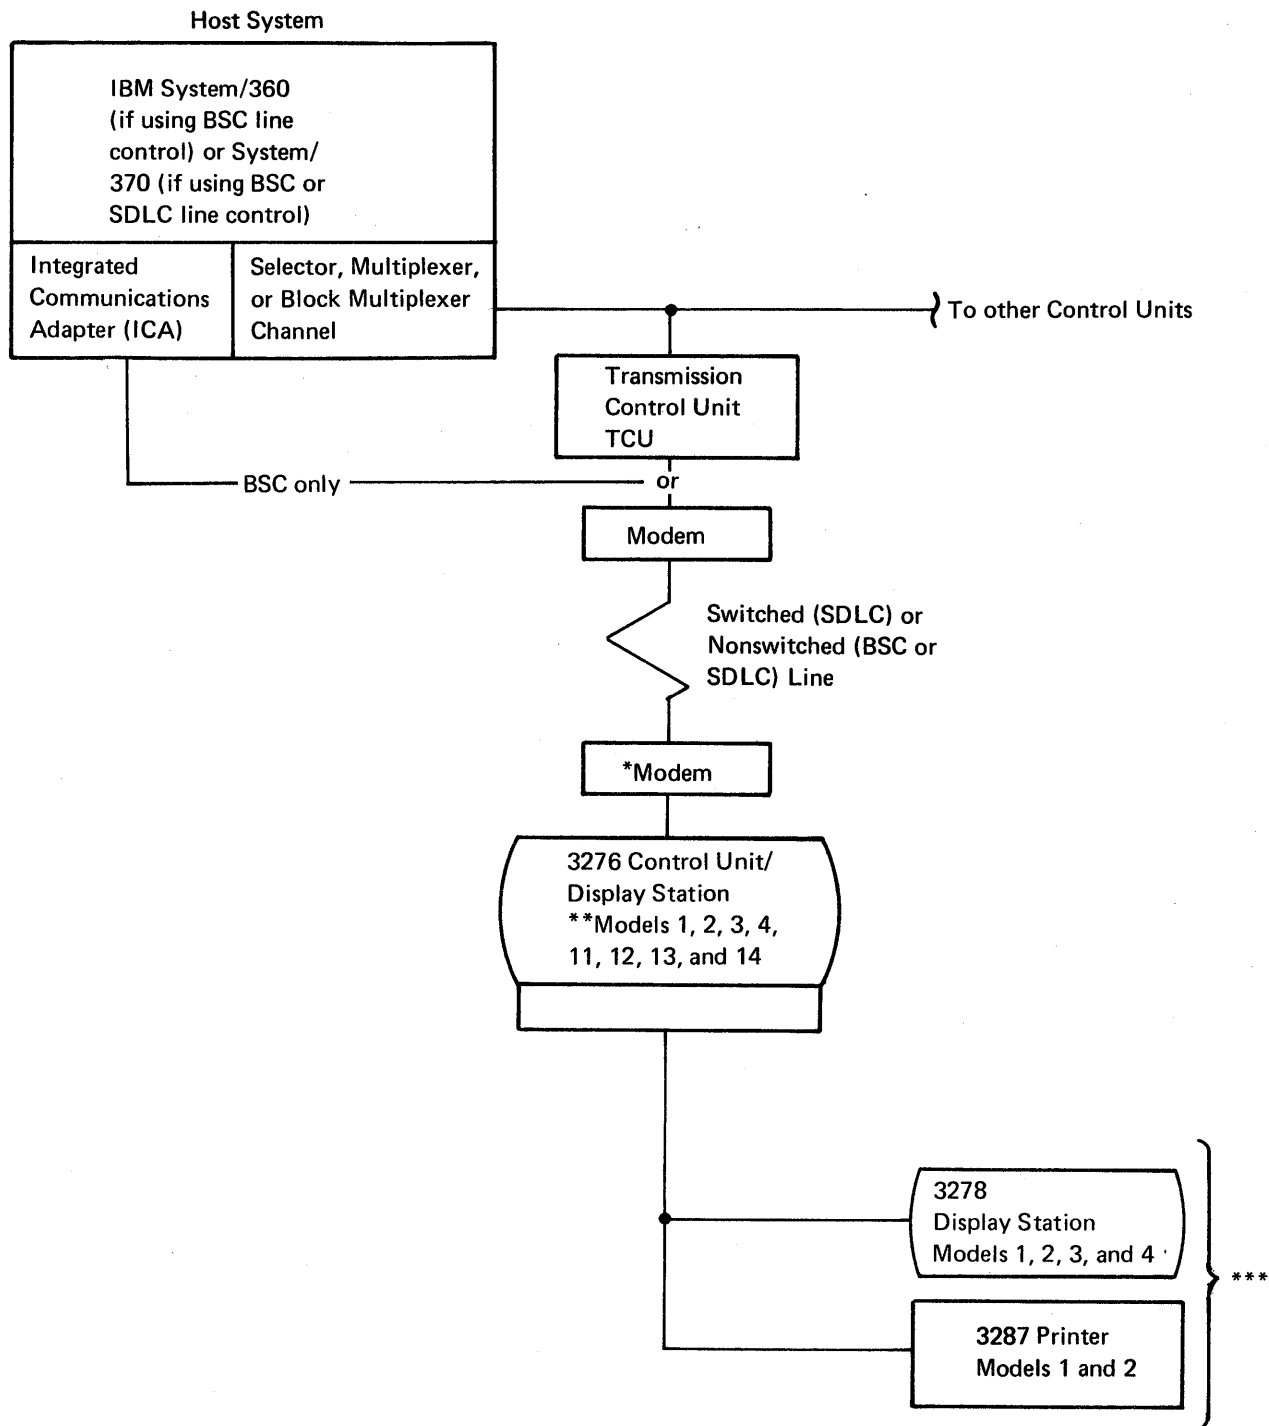 Host System
IBM System/360
(if using BSC line
control) or System/
370 (if using BSC or
SDLC line control)
Integrated
Communications
Adapter (ICA)
Selector, Multiplexer,
or Block Multiplexer
Channel
To other Control Units
Transmission
Control Unit
TCU
BSC only
or
Modem
Switched (SDLC) or
Nonswitched (BSC or
SDLC) Line
*Modem
3276 Control Unit/
Display Station
**Models 1, 2, 3, 4,
11, 12, 13, and 14
3278
Display Station
Models 1, 2, 3, and 4
***
3287 Printer
Models 1 and 2